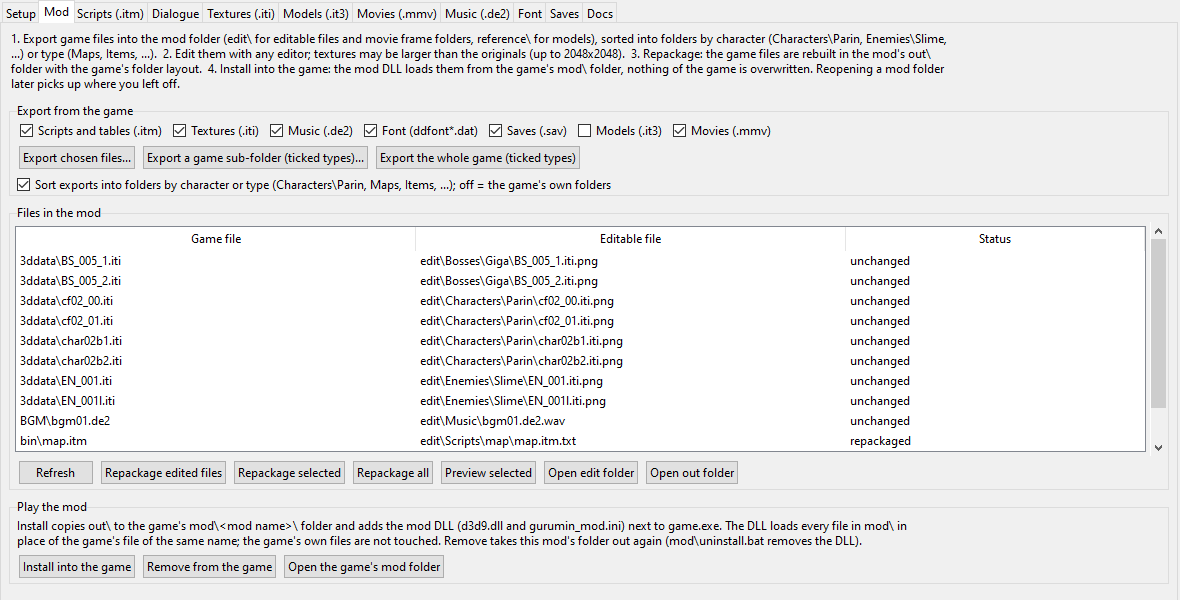 Setup Mod Scripts (.itm) Dialogue Textures (.iti) Models (.it3) Movies (.mmv) Music (.de2) Font Saves Docs
1. Export game files into the mod folder (edit\ for editable files and movie frame folders, reference\ for models), sorted into folders by character (Characters\Parin, Enemies\Slime,
...) or type (Maps, Items, ...).  2. Edit them with any editor; textures may be larger than the originals (up to 2048x2048).  3. Repackage: the game files are rebuilt in the mod's out\
folder with the game's folder layout.  4. Install into the game: the mod DLL loads them from the game's mod\ folder, nothing of the game is overwritten. Reopening a mod folder
later picks up where you left off.
Export from the game
Scripts and tables (.itm) Textures (.iti) Music (.de2) Font (ddfont*.dat) Saves (.sav) Models (.it3) Movies (.mmv)
Export chosen files... Export a game sub-folder (ticked types)... Export the whole game (ticked types)
Sort exports into folders by character or type (Characters\Parin, Maps, Items, ...); off = the game's own folders
Files in the mod
Game file Editable file Status
3ddata\BS_005_1.iti edit\Bosses\Giga\BS_005_1.iti.png unchanged
3ddata\BS_005_2.iti edit\Bosses\Giga\BS_005_2.iti.png unchanged
3ddata\cf02_00.iti edit\Characters\Parin\cf02_00.iti.png unchanged
3ddata\cf02_01.iti edit\Characters\Parin\cf02_01.iti.png unchanged
3ddata\char02b1.iti edit\Characters\Parin\char02b1.iti.png unchanged
3ddata\char02b2.iti edit\Characters\Parin\char02b2.iti.png unchanged
3ddata\EN_001.iti edit\Enemies\Slime\EN_001.iti.png unchanged
3ddata\EN_001I.iti edit\Enemies\Slime\EN_001I.iti.png unchanged
BGM\bgm01.de2 edit\Music\bgm01.de2.wav unchanged
bin\map.itm edit\Scripts\map\map.itm.txt repackaged
Refresh Repackage edited files Repackage selected Repackage all Preview selected Open edit folder Open out folder
Play the mod
Install copies out\ to the game's mod\<mod name>\ folder and adds the mod DLL (d3d9.dll and gurumin_mod.ini) next to game.exe. The DLL loads every file in mod\ in
place of the game's file of the same name; the game's own files are not touched. Remove takes this mod's folder out again (mod\uninstall.bat removes the DLL).
Install into the game Remove from the game Open the game's mod folder